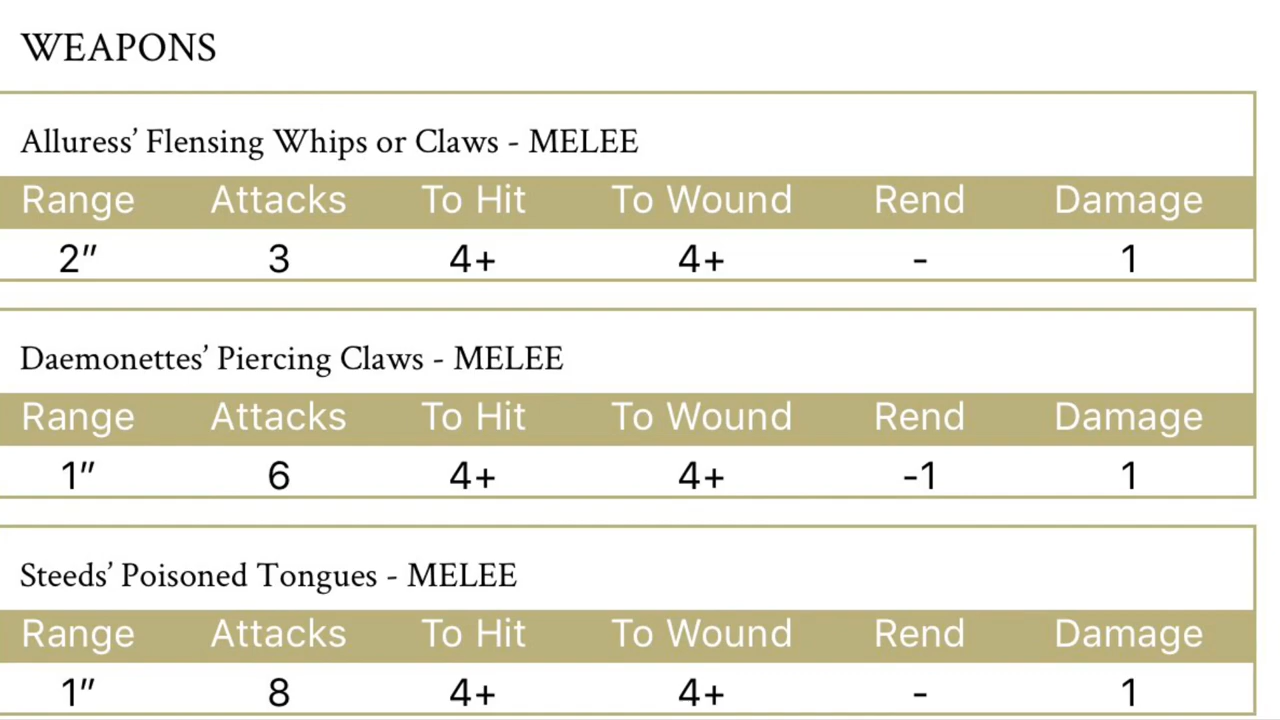 WEAPONS
Alluress’ Flensing Whips or Claws - MELEE
Range Attacks To Hit To Wound Rend Damage
2″ 3 4+ 4+ - 1
Daemonettes’ Piercing Claws - MELEE
Range Attacks To Hit To Wound Rend Damage
1″ 6 4+ 4+ -1 1
Steeds’ Poisoned Tongues - MELEE
Range Attacks To Hit To Wound Rend Damage
1″ 8 4+ 4+ - 1